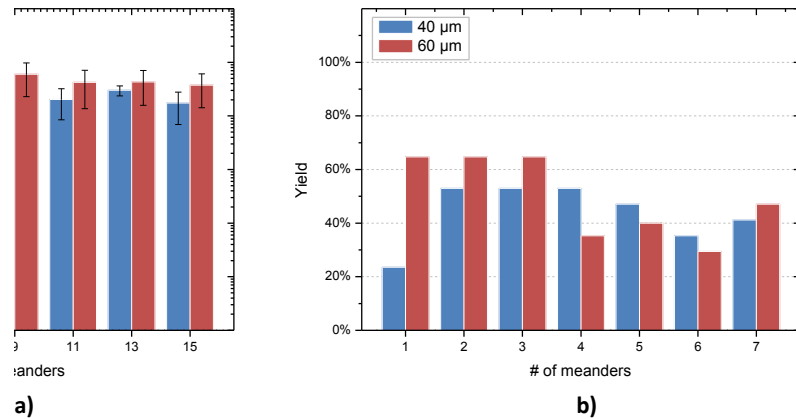 9 11 13 15
eanders
a)
40 µm
60 µm
100%
80%
60%
40%
20%
0%
Yield
1 2 3 4 5 6 7
# of meanders
b)